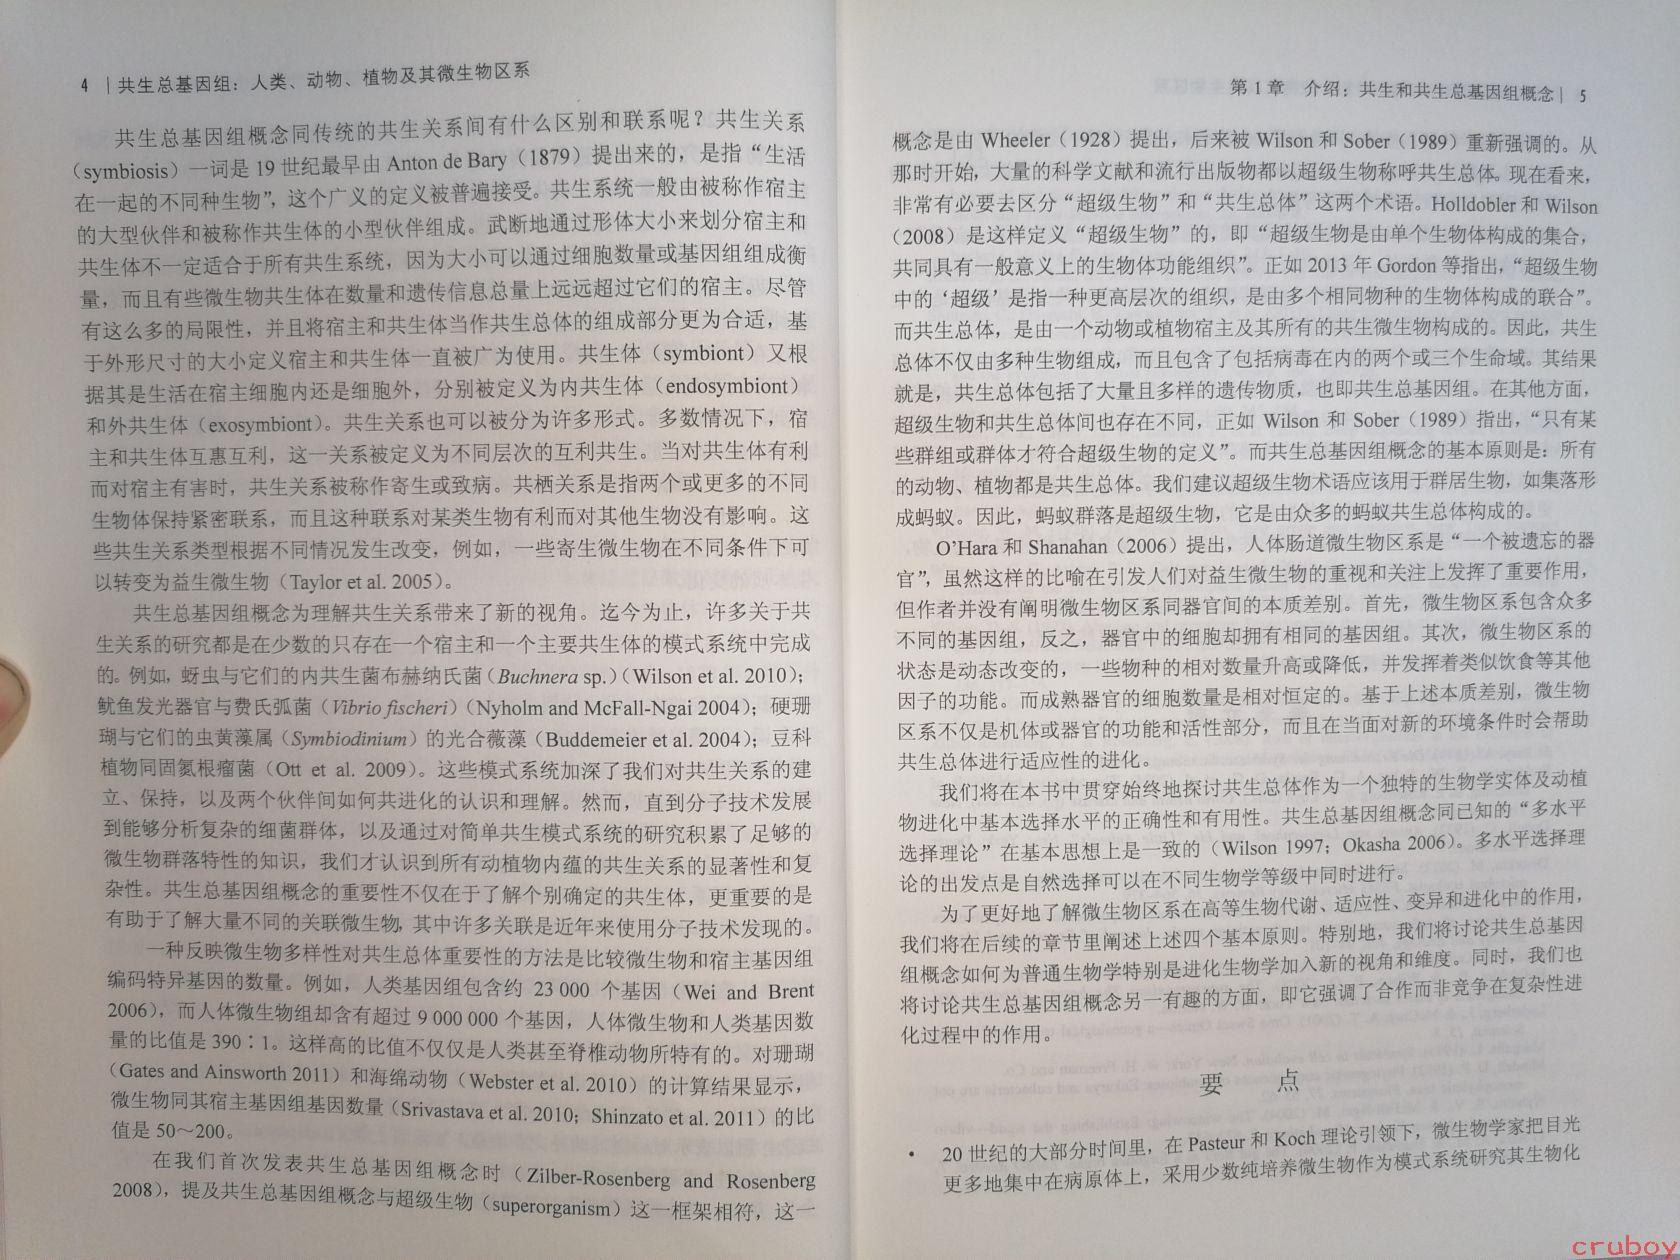 4 | 共生总基因组：人类、动物、植物及其微生物区系
共生总基因组概念同传统的共生关系间有什么区别和联系呢？共生关系
（symbiosis）一词是 19 世纪最早由 Anton de Bary（1879）提出来的，是指“生活
在一起的不同种生物”，这个广义的定义被普遍接受。共生系统一般由被称作宿主
的大型伙伴和被称作共生体的小型伙伴组成。武断地通过形体大小来划分宿主和
共生体不一定适合于所有共生系统，因为大小可以通过细胞数量或基因组组成衡
量，而且有些微生物共生体在数量和遗传信息总量上远远超过它们的宿主。尽管
有这么多的局限性，并且将宿主和共生体当作共生总体的组成部分更为合适，基
于外形尺寸的大小定义宿主和共生体一直被广为使用。共生体（symbiont）又根
据其是生活在宿主细胞内还是细胞外，分别被定义为内共生体（endosymbiont）
和外共生体（exosymbiont）。共生关系也可以被分为许多形式。多数情况下，宿
主和共生体互惠互利，这一关系被定义为不同层次的互利共生。当对共生体有利
而对宿主有害时，共生关系被称作寄生或致病。共栖关系是指两个或更多的不同
生物体保持紧密联系，而且这种联系对某类生物有利而对其他生物没有影响。这
些共生关系类型根据不同情况发生改变，例如，一些寄生微生物在不同条件下可
以转变为益生微生物（Taylor et al. 2005）。
共生总基因组概念为理解共生关系带来了新的视角。迄今为止，许多关于共
生关系的研究都是在少数的只存在一个宿主和一个主要共生体的模式系统中完成
的。例如，蚜虫与它们的内共生菌布赫纳氏菌（Buchnera sp.）（Wilson et al. 2010）；
鱿鱼发光器官与费氏弧菌（Vibrio fischeri）（Nyholm and McFall-Ngai 2004）；硬珊
瑚与它们的虫黄藻属（Symbiodinium）的光合薇藻（Buddemeier et al. 2004）；豆科
植物同固氮根瘤菌（Ott et al. 2009）。这些模式系统加深了我们对共生关系的建
立、保持，以及两个伙伴间如何共进化的认识和理解。然而，直到分子技术发展
到能够分析复杂的细菌群体，以及通过对简单共生模式系统的研究积累了足够的
微生物群落特性的知识，我们才认识到所有动植物内蕴的共生关系的显著性和复
杂性。共生总基因组概念的重要性不仅在于了解个别确定的共生体，更重要的是
有助于了解大量不同的关联微生物，其中许多关联是近年来使用分子技术发现的。
一种反映微生物多样性对共生总体重要性的方法是比较微生物和宿主基因组
编码特异基因的数量。例如，人类基因组包含约 23 000 个基因（Wei and Brent
2006），而人体微生物组却含有超过 9 000 000 个基因，人体微生物和人类基因数
量的比值是 390∶1。这样高的比值不仅仅是人类甚至脊椎动物所特有的。对珊瑚
（Gates and Ainsworth 2011）和海绵动物（Webster et al. 2010）的计算结果显示，
微生物同其宿主基因组基因数量（Srivastava et al. 2010；Shinzato et al. 2011）的比
值是 50～200。
在我们首次发表共生总基因组概念时（Zilber-Rosenberg and Rosenberg
2008），提及共生总基因组概念与超级生物（superorganism）这一框架相符，这一
第 1 章 介绍：共生和共生总基因组概念 | 5
概念是由 Wheeler（1928）提出，后来被 Wilson 和 Sober（1989）重新强调的。从
那时开始，大量的科学文献和流行出版物都以超级生物称呼共生总体。现在看来，
非常有必要去区分“超级生物”和“共生总体”这两个术语。Holldobler 和 Wilson
（2008）是这样定义“超级生物”的，即“超级生物是由单个生物体构成的集合，
共同具有一般意义上的生物体功能组织”。正如 2013 年 Gordon 等指出，“超级生物
中的‘超级’是指一种更高层次的组织，是由多个相同物种的生物体构成的联合”。
而共生总体，是由一个动物或植物宿主及其所有的共生微生物构成的。因此，共生
总体不仅由多种生物组成，而且包含了包括病毒在内的两个或三个生命域。其结果
就是，共生总体包括了大量且多样的遗传物质，也即共生总基因组。在其他方面，
超级生物和共生总体间也存在不同，正如 Wilson 和 Sober（1989）指出，“只有某
些群组或群体才符合超级生物的定义”。而共生总基因组概念的基本原则是：所有
的动物、植物都是共生总体。我们建议超级生物术语应该用于群居生物，如集落形
成蚂蚁。因此，蚂蚁群落是超级生物，它是由众多的蚂蚁共生总体构成的。
O’Hara 和 Shanahan（2006）提出，人体肠道微生物区系是“一个被遗忘的器
官”，虽然这样的比喻在引发人们对益生微生物的重视和关注上发挥了重要作用，
但作者并没有阐明微生物区系同器官间的本质差别。首先，微生物区系包含众多
不同的基因组，反之，器官中的细胞却拥有相同的基因组。其次，微生物区系的
状态是动态改变的，一些物种的相对数量升高或降低，并发挥着类似饮食等其他
因子的功能。而成熟器官的细胞数量是相对恒定的。基于上述本质差别，微生物
区系不仅是机体或器官的功能和活性部分，而且在当面对新的环境条件时会帮助
共生总体进行适应性的进化。
我们将在本书中贯穿始终地探讨共生总体作为一个独特的生物学实体及动植
物进化中基本选择水平的正确性和有用性。共生总基因组概念同已知的“多水平
选择理论”在基本思想上是一致的（Wilson 1997；Okasha 2006）。多水平选择理
论的出发点是自然选择可以在不同生物学等级中同时进行。
为了更好地了解微生物区系在高等生物代谢、适应性、变异和进化中的作用，
我们将在后续的章节里阐述上述四个基本原则。特别地，我们将讨论共生总基因
组概念如何为普通生物学特别是进化生物学加入新的视角和维度。同时，我们也
将讨论共生总基因组概念另一有趣的方面，即它强调了合作而非竞争在复杂性进
化过程中的作用。
要 点
• 20 世纪的大部分时间里，在 Pasteur 和 Koch 理论引领下，微生物学家把目光
更多地集中在病原体上，采用少数纯培养微生物作为模式系统研究其生物化
cruboy